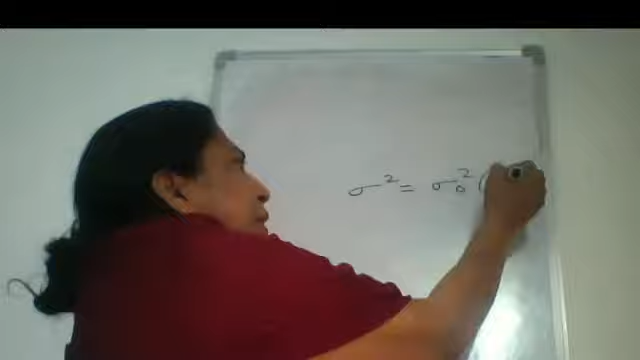 σ² = σ₀² (